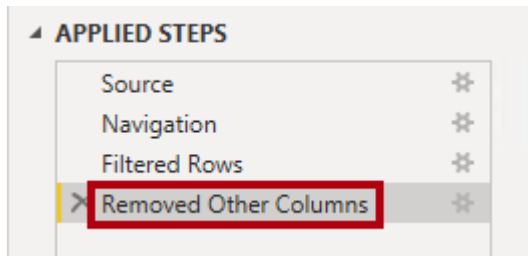 APPLIED STEPS
Source
Navigation
Filtered Rows
Removed Other Columns